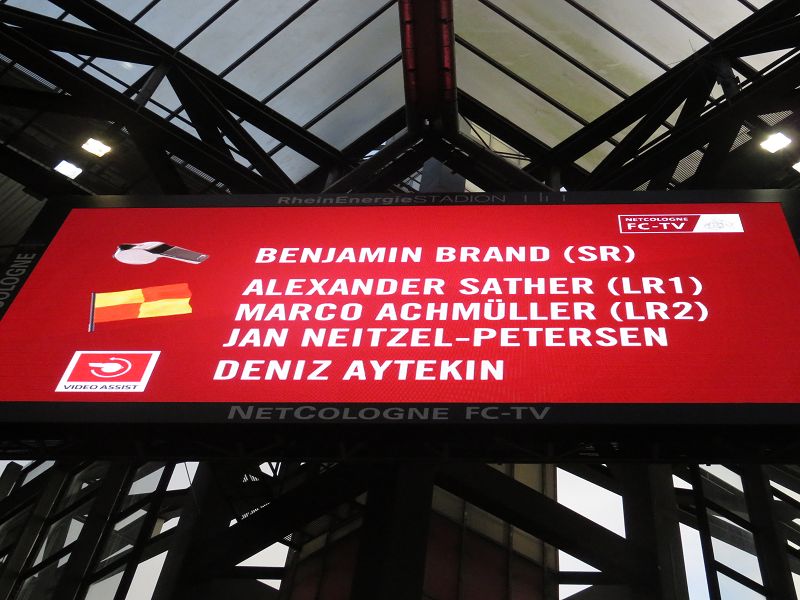 RheinEnergieSTADION
NETCOLOGNE
FC-TV
BENJAMIN BRAND (SR)
ALEXANDER SATHER (LR1)
MARCO ACHMÜLLER (LR2)
JAN NEITZEL-PETERSEN
VIDEO ASSIST
DENIZ AYTEKIN
NETCOLOGNE FC-TV